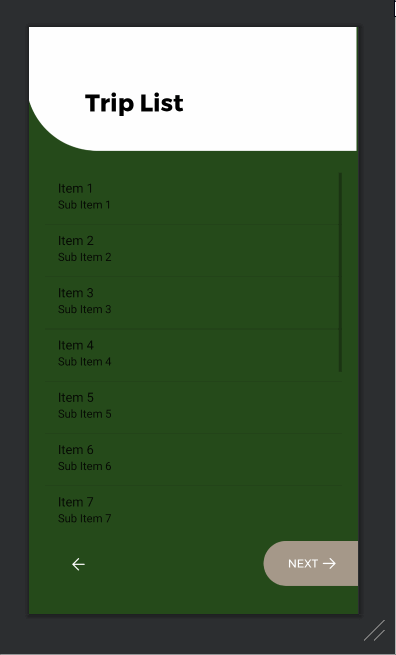 Trip List
Item 1
Sub Item 1
Item 2
Sub Item 2
Item 3
Sub Item 3
Item 4
Sub Item 4
Item 5
Sub Item 5
Item 6
Sub Item 6
Item 7
Sub Item 7
NEXT